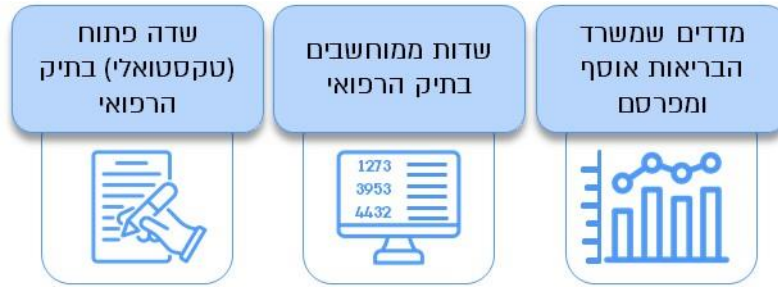 מדדים שמשרד
הבריאות אוסף
ומפרסם
שדות ממוחשבים
בתיק הרפואי
1273
3953
4432
שדה פתוח
(טקסטואלי) בתיק
הרפואי